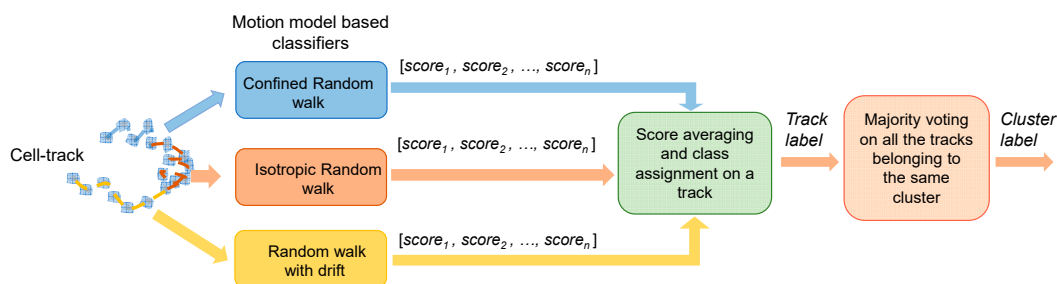 Motion model based
classifiers
Cell-track
Confined Random
walk
[score1 , score2 , …, scoren ]
Isotropic Random
walk
[score1 , score2 , …, scoren ]
Random walk
with drift
[score1 , score2 , …, scoren ]
Score averaging
and class
assignment on a
track
Track
label
Majority voting
on all the tracks
belonging to
the same
cluster
Cluster
label